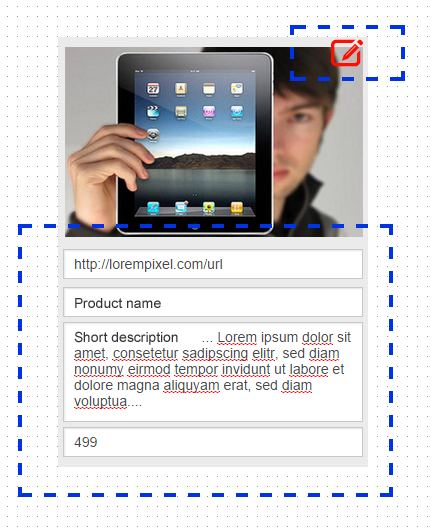 http://lorempixel.com/url
Product name
Short description ... Lorem ipsum dolor sit
amet, consetetur sadipscing elitr, sed diam
nonumy eirmod tempor invidunt ut labore et
dolore magna aliquyam erat, sed diam
voluptua....
499